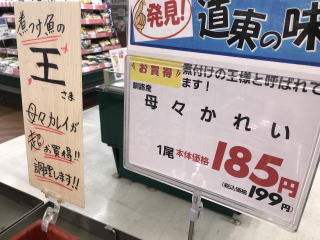 煮つけ魚の
王さま
母々カレイが
超お買得!!
調理します!!
発見!
道東の味
お買得
煮付けの王様と呼ばれて
ます!
釧路産
母々かれい
1尾 本体価格 185円
(税込価格 199円)